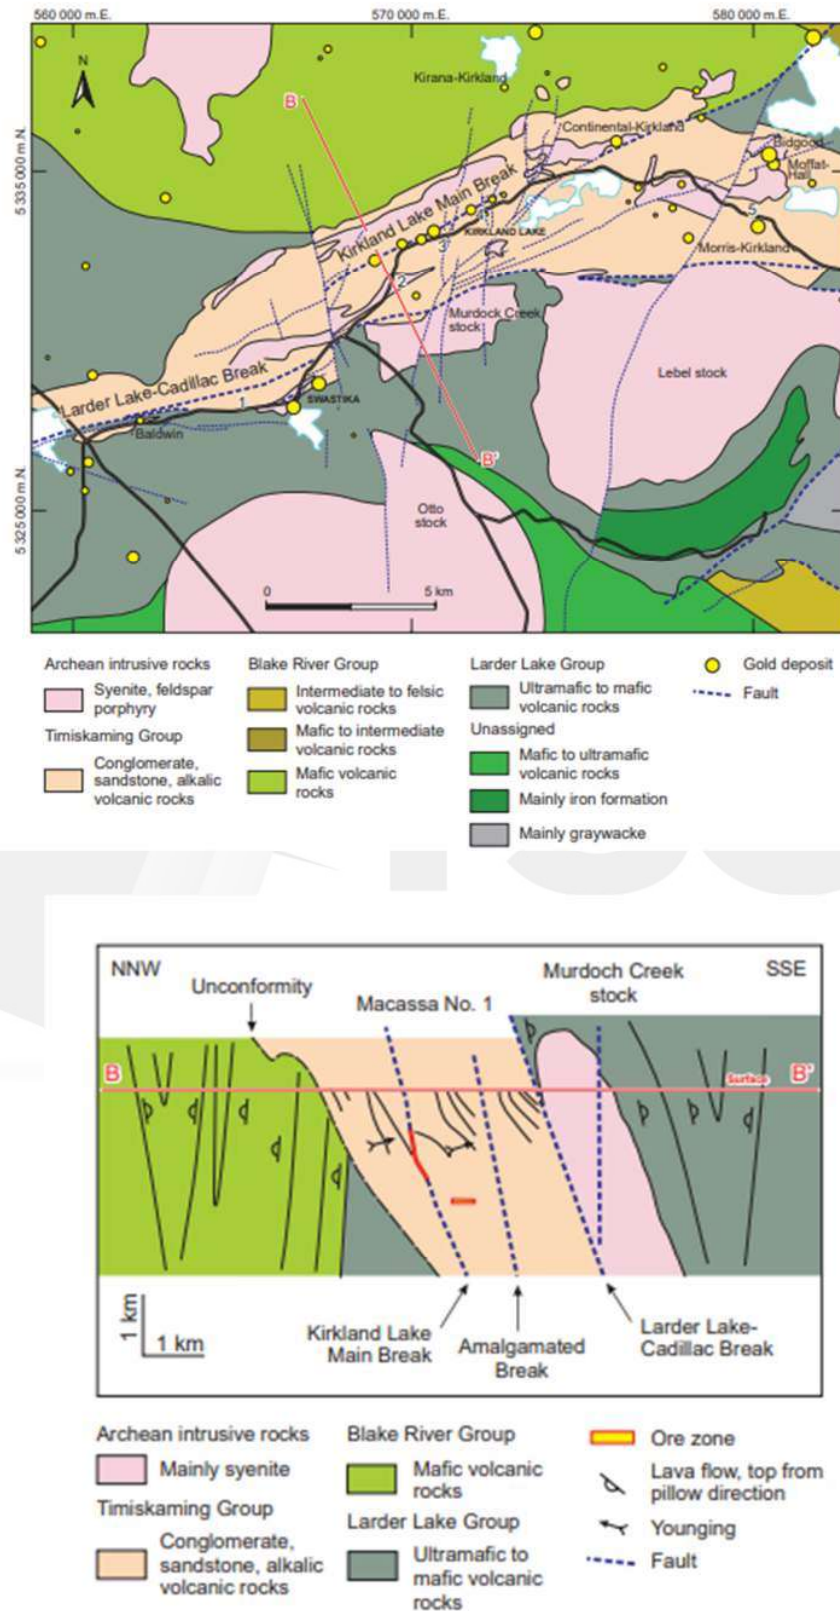 560 000 m.E.
570 000 m.E.
580 000 m.E.
5 335 000 m.N.
5 325 000 m.N.
N
B
Kirana-Kirkland
Continental-Kirkland
Bidgood
Moffat-
Hall
Kirkland Lake Main Break
4
KIRKLAND LAKE
3
5
Morris-Kirkland
2
Murdock Creek
stock
Lebel stock
Larder Lake-Cadillac Break
1
SWASTIKA
Baldwin
B'
Otto
stock
0
5 km
Archean intrusive rocks
Syenite, feldspar
porphyry
Timiskaming Group
Conglomerate,
sandstone, alkalic
volcanic rocks
Blake River Group
Intermediate to felsic
volcanic rocks
Mafic to intermediate
volcanic rocks
Mafic volcanic
rocks
Larder Lake Group
Ultramafic to mafic
volcanic rocks
Unassigned
Mafic to ultramafic
volcanic rocks
Mainly iron formation
Mainly graywacke
Gold deposit
Fault
NNW
Unconformity
Macassa No. 1
Murdoch Creek
stock
SSE
B
Surface
B'
1 km
1 km
Kirkland Lake
Main Break
Amalgamated
Break
Larder Lake-
Cadillac Break
Archean intrusive rocks
Mainly syenite
Timiskaming Group
Conglomerate,
sandstone, alkalic
volcanic rocks
Blake River Group
Mafic volcanic
rocks
Larder Lake Group
Ultramafic to
mafic volcanic
rocks
Ore zone
Lava flow, top from
pillow direction
Younging
Fault